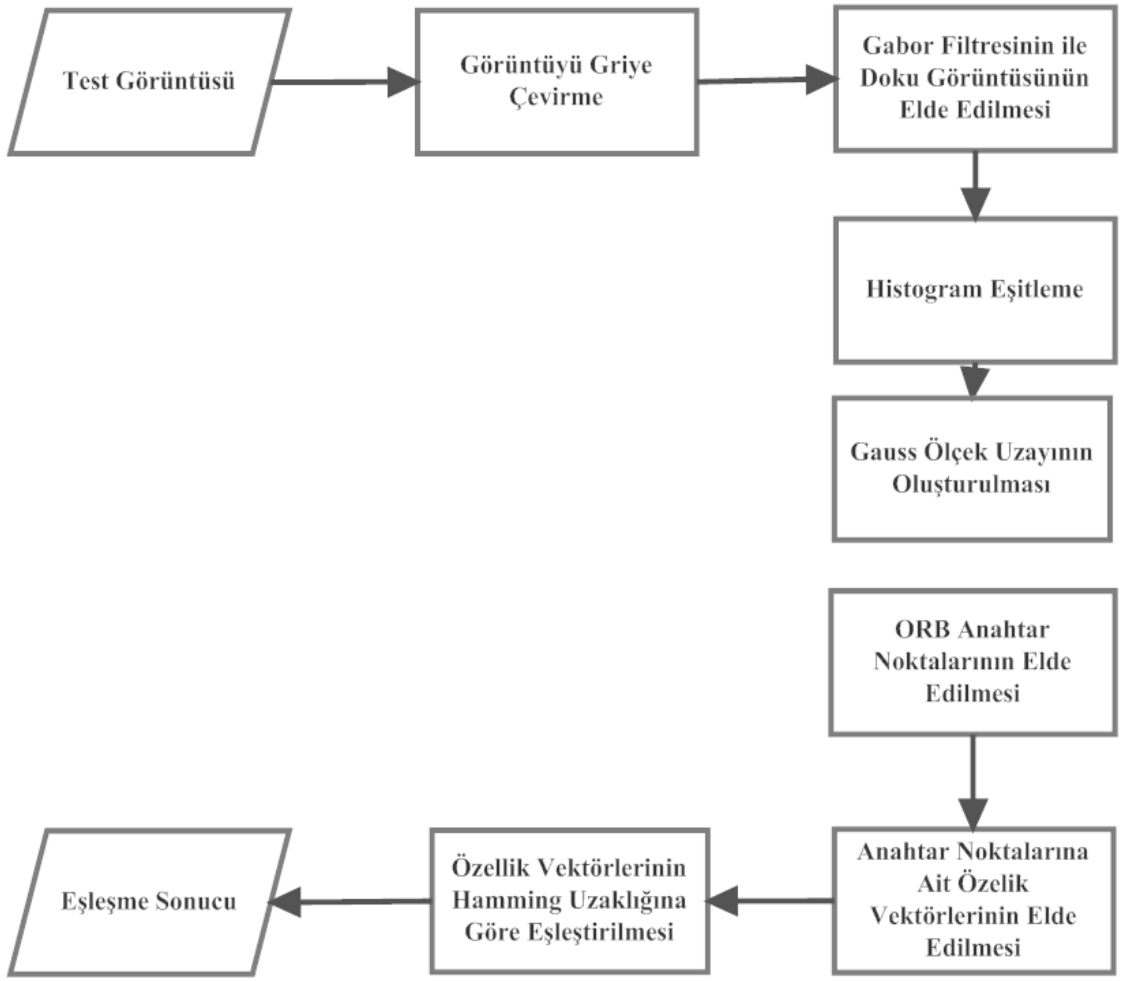 Test Görüntüsü
Görüntüyü Griye
Çevirme
Gabor Filtresinin ile
Doku Görüntüsünün
Elde Edilmesi
Histogram Eşitleme
Gauss Ölçek Uzayının
Oluşturulması
ORB Anahtar
Noktalarının Elde
Edilmesi
Anahtar Noktalarına
Ait Özelik
Vektörlerinin Elde
Edilmesi
Özellik Vektörlerinin
Hamming Uzaklığına
Göre Eşleştirilmesi
Eşleşme Sonucu